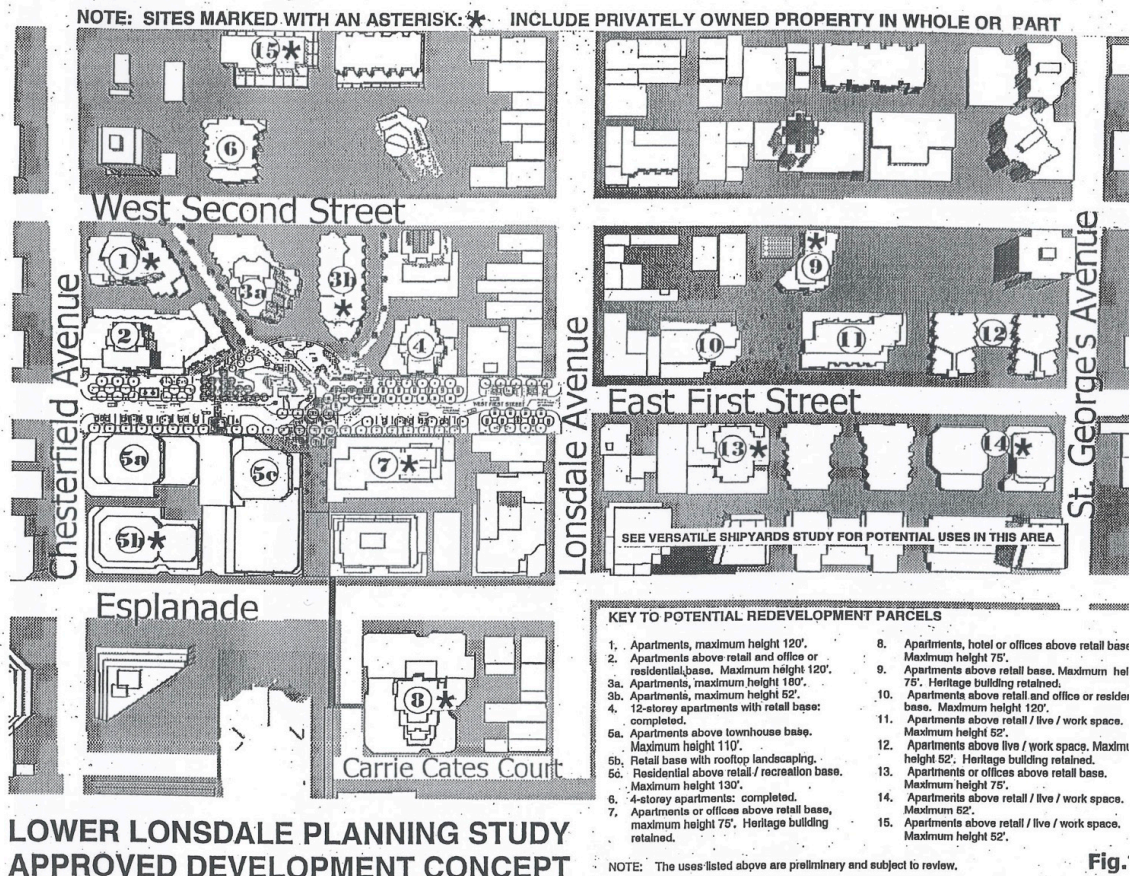 NOTE: SITES MARKED WITH AN ASTERISK: * INCLUDE PRIVATELY OWNED PROPERTY IN WHOLE OR PART
15 *
6
West Second Street
1 *
3a
3b
*
* 9
2
4
10
11
12
Chesterfield Avenue
Lonsdale Avenue
St. George's Avenue
WEST FIRST STREET
East First Street
5a
5c
7 *
13 *
14 *
5b *
SEE VERSATILE SHIPYARDS STUDY FOR POTENTIAL USES IN THIS AREA
Esplanade
8 *
Carrie Cates Court
KEY TO POTENTIAL REDEVELOPMENT PARCELS
1. Apartments, maximum height 120'.
2. Apartments above retail and office or
residential base. Maximum height 120'.
3a. Apartments, maximum height 180'.
3b. Apartments, maximum height 52'.
4. 12-storey apartments with retail base:
completed.
5a. Apartments above townhouse base.
Maximum height 110'.
5b. Retail base with rooftop landscaping.
5c. Residential above retail / recreation base.
Maximum height 130'.
6. 4-storey apartments: completed.
7. Apartments or offices above retail base,
maximum height 75'. Heritage building
retained.
8. Apartments, hotel or offices above retail base
Maximum height 75'.
9. Apartments above retail base. Maximum hei
75'. Heritage building retained.
10. Apartments above retail and office or residen
base. Maximum height 120'.
11. Apartments above retail / live / work space.
Maximum height 52'.
12. Apartments above live / work space. Maximu
height 52'. Heritage building retained.
13. Apartments or offices above retail base.
Maximum height 75'.
14. Apartments above retail / live / work space.
Maximum 52'.
15. Apartments above retail / live / work space.
Maximum height 52'.
LOWER LONSDALE PLANNING STUDY
APPROVED DEVELOPMENT CONCEPT
NOTE: The uses listed above are preliminary and subject to review.
Fig.